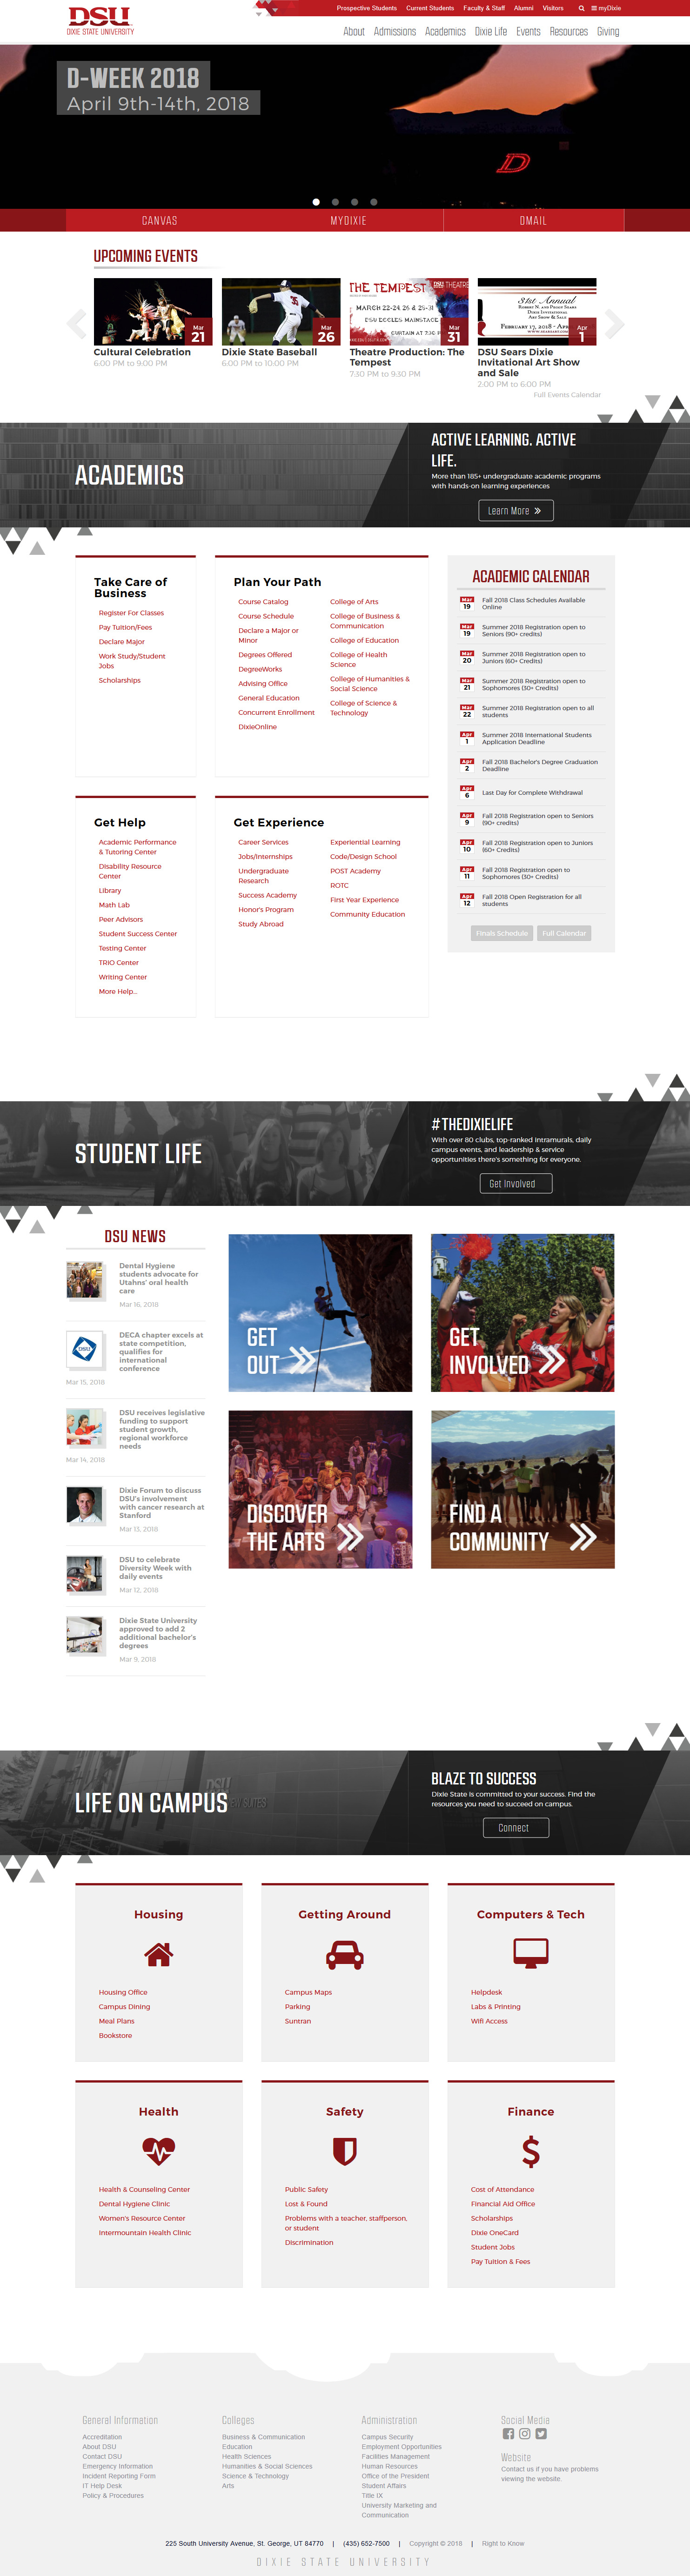 DSU
DIXIE STATE UNIVERSITY
Prospective Students Current Students Faculty & Staff Alumni Visitors myDixie
About Admissions Academics Dixie Life Events Resources Giving
D-WEEK 2018
April 9th-14th, 2018
D
CANVAS MYDIXIE DMAIL
UPCOMING EVENTS
Mar
21
Cultural Celebration
6:00 PM to 9:00 PM
35
Mar
26
Dixie State Baseball
6:00 PM to 10:00 PM
THE TEMPEST DSU THEATRE
MARCH 22-24, 26 & 28-31
DSU ECCLES MAINSTAGE
CURTAIN AT 7:30 P
Mar
31
Theatre Production: The
Tempest
7:30 PM to 9:30 PM
31st Annual
ROBERT N. AND PEGGY SEARS
DIXIE INVITATIONAL
ART SHOW & SALE
FEBRUARY 17, 2018 - APR
WWW.SEARSART.COM
Apr
1
DSU Sears Dixie
Invitational Art Show
and Sale
2:00 PM to 6:00 PM
Full Events Calendar
ACADEMICS
ACTIVE LEARNING. ACTIVE
LIFE.
More than 185+ undergraduate academic programs
with hands-on learning experiences
Learn More
Take Care of
Business
Register For Classes
Pay Tuition/Fees
Declare Major
Work Study/Student
Jobs
Scholarships
Plan Your Path
Course Catalog
Course Schedule
Declare a Major or
Minor
Degrees Offered
DegreeWorks
Advising Office
General Education
Concurrent Enrollment
DixieOnline
College of Arts
College of Business &
Communication
College of Education
College of Health
Science
College of Humanities &
Social Science
College of Science &
Technology
ACADEMIC CALENDAR
Mar 19 Fall 2018 Class Schedules Available
Online
Mar 19 Summer 2018 Registration open to
Seniors (90+ credits)
Mar 20 Summer 2018 Registration open to
Juniors (60+ Credits)
Mar 21 Summer 2018 Registration open to
Sophomores (30+ Credits)
Mar 22 Summer 2018 Registration open to all
students
Apr 1 Summer 2018 International Students
Application Deadline
Apr 2 Fall 2018 Bachelor's Degree Graduation
Deadline
Apr 6 Last Day for Complete Withdrawal
Apr 9 Fall 2018 Registration open to Seniors
(90+ credits)
Apr 10 Fall 2018 Registration open to Juniors
(60+ Credits)
Apr 11 Fall 2018 Registration open to
Sophomores (30+ Credits)
Apr 12 Fall 2018 Open Registration for all
students
Finals Schedule Full Calendar
Get Help
Academic Performance
& Tutoring Center
Disability Resource
Center
Library
Math Lab
Peer Advisors
Student Success Center
Testing Center
TRIO Center
Writing Center
More Help...
Get Experience
Career Services
Jobs/Internships
Undergraduate
Research
Success Academy
Honor's Program
Study Abroad
Experiential Learning
Code/Design School
POST Academy
ROTC
First Year Experience
Community Education
STUDENT LIFE
#THEDIXIELIFE
With over 80 clubs, top-ranked intramurals, daily
campus events, and leadership & service
opportunities there's something for everyone.
Get Involved
DSU NEWS
Dental Hygiene
students advocate for
Utahns' oral health
care
Mar 16, 2018
DECA chapter excels at
state competition,
qualifies for
international
conference
Mar 15, 2018
DSU receives legislative
funding to support
student growth,
regional workforce
needs
Mar 14, 2018
Dixie Forum to discuss
DSU's involvement
with cancer research at
Stanford
Mar 13, 2018
DSU to celebrate
Diversity Week with
daily events
Mar 12, 2018
Dixie State University
approved to add 2
additional bachelor's
degrees
Mar 9, 2018
GET
OUT
GET
INVOLVED
DISCOVER
THE ARTS
FIND A
COMMUNITY
LIFE ON CAMPUS
DSU
BLAZE TO SUCCESS
Dixie State is committed to your success. Find the
resources you need to succeed on campus.
Connect
Housing
Housing Office
Campus Dining
Meal Plans
Bookstore
Getting Around
Campus Maps
Parking
Suntran
Computers & Tech
Helpdesk
Labs & Printing
Wifi Access
Health
Health & Counseling Center
Dental Hygiene Clinic
Women's Resource Center
Intermountain Health Clinic
Safety
Public Safety
Lost & Found
Problems with a teacher, staffperson,
or student
Discrimination
Finance
Cost of Attendance
Financial Aid Office
Scholarships
Dixie OneCard
Student Jobs
Pay Tuition & Fees
General Information
Accreditation
About DSU
Contact DSU
Emergency Information
Incident Reporting Form
IT Help Desk
Policy & Procedures
Colleges
Business & Communication
Education
Health Sciences
Humanities & Social Sciences
Science & Technology
Arts
Administration
Campus Security
Employment Opportunities
Facilities Management
Human Resources
Office of the President
Student Affairs
Title IX
University Marketing and
Communication
Social Media
Website
Contact us if you have problems
viewing the website.
225 South University Avenue, St. George, UT 84770 | (435) 652-7500 | Copyright © 2018 | Right to Know
DIXIE STATE UNIVERSITY